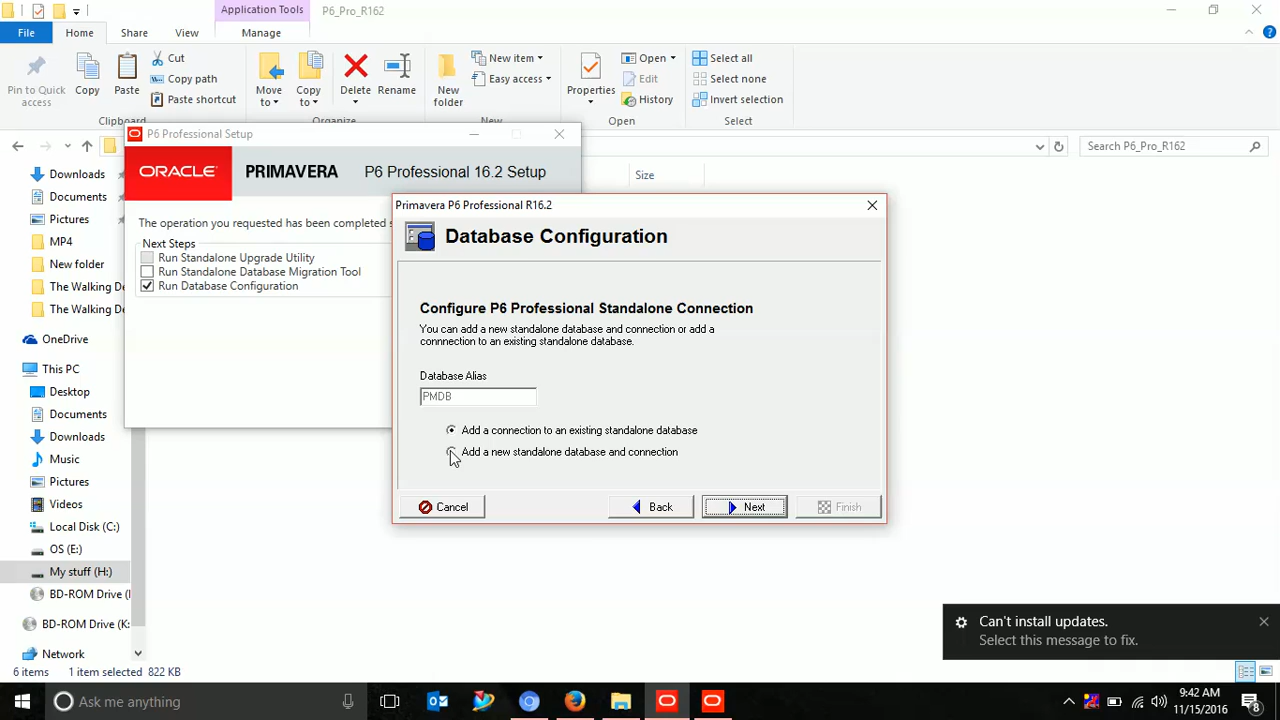 Application Tools
P6_Pro_R162
File
Home
Share
View
Manage
Pin to Quick access
Copy
Paste
Cut
Copy path
Paste shortcut
Clipboard
Move to
Copy to
Delete
Rename
Organize
New folder
New item
Easy access
New
Properties
Open
Edit
History
Open
Select all
Select none
Invert selection
Search P6_Pro_R162
Size
Downloads
Documents
Pictures
MP4
New folder
The Walking De
The Walking De
OneDrive
This PC
Desktop
Documents
Downloads
Music
Pictures
Videos
Local Disk (C:)
OS (E:)
My stuff (H:)
BD-ROM Drive (I
BD-ROM Drive (K:
Network
6 items
1 item selected 822 KB
P6 Professional Setup
ORACLE
PRIMAVERA
P6 Professional 16.2 Setup
The operation you requested has been completed s
Next Steps
Run Standalone Upgrade Utility
Run Standalone Database Migration Tool
Run Database Configuration
Primavera P6 Professional R16.2
Database Configuration
Configure P6 Professional Standalone Connection
You can add a new standalone database and connection or add a
connnection to an existing standalone database.
Database Alias
PMDB
Add a connection to an existing standalone database
Add a new standalone database and connection
Cancel
Back
Next
Finish
Can't install updates.
Select this message to fix.
Ask me anything
9:42 AM
11/15/2016
8